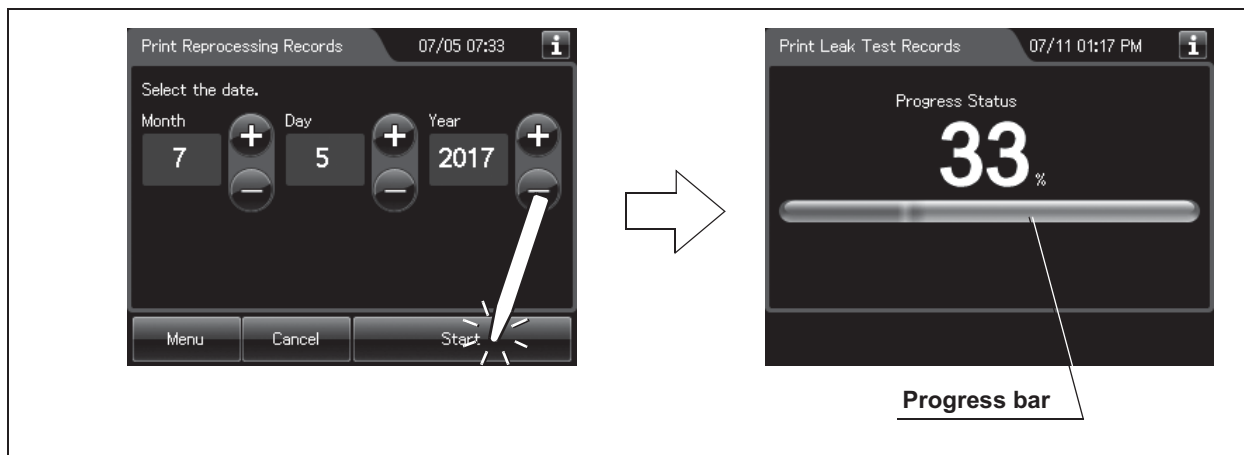 Print Reprocessing Records 07/05 07:33 i
Select the date.
Month Day Year
7 + 5 + 2017 +
− − −
Menu Cancel Start
Print Leak Test Records 07/11 01:17 PM i
Progress Status
33 %
Progress bar